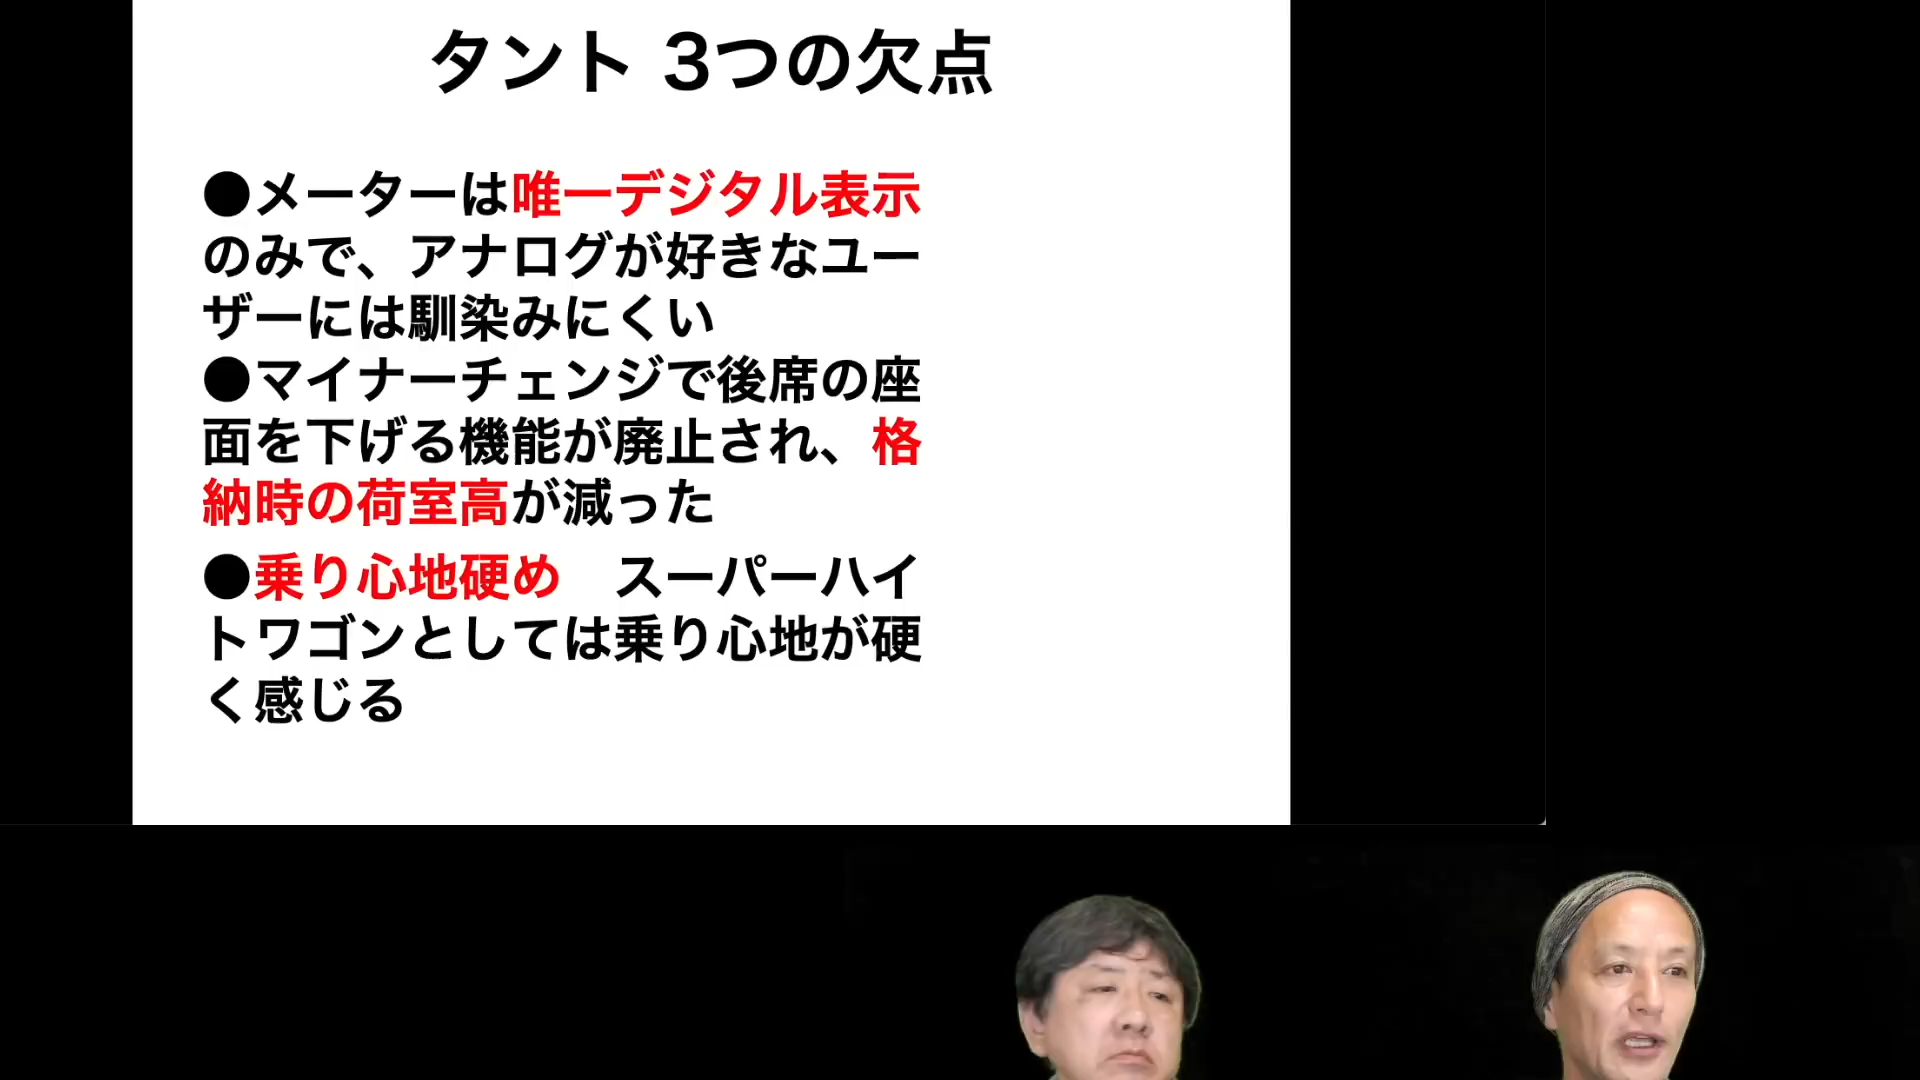 タント 3つの欠点
●メーターは唯一デジタル表示
のみで、アナログが好きなユー
ザーには馴染みにくい
●マイナーチェンジで後席の座
面を下げる機能が廃止され、格
納時の荷室高が減った
●乗り心地硬め　スーパーハイ
トワゴンとしては乗り心地が硬
く感じる